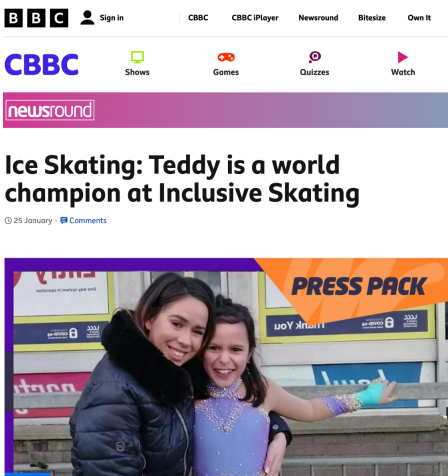 BBC Sign in CBBC CBBC iPlayer Newsround Bitesize Own It
CBBC Shows Games Quizzes Watch
newsround
Ice Skating: Teddy is a world
champion at Inclusive Skating
25 January · Comments
PRESS PACK
Entry
Thank You